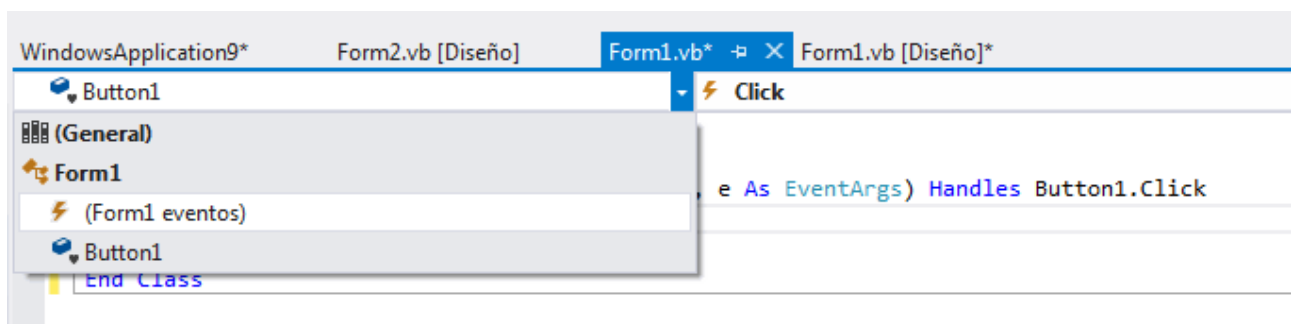 WindowsApplication9* Form2.vb [Diseño] Form1.vb* Form1.vb [Diseño]*
Button1 Click
(General)
Form1
, e As EventArgs) Handles Button1.Click
(Form1 eventos)
Button1
End Class